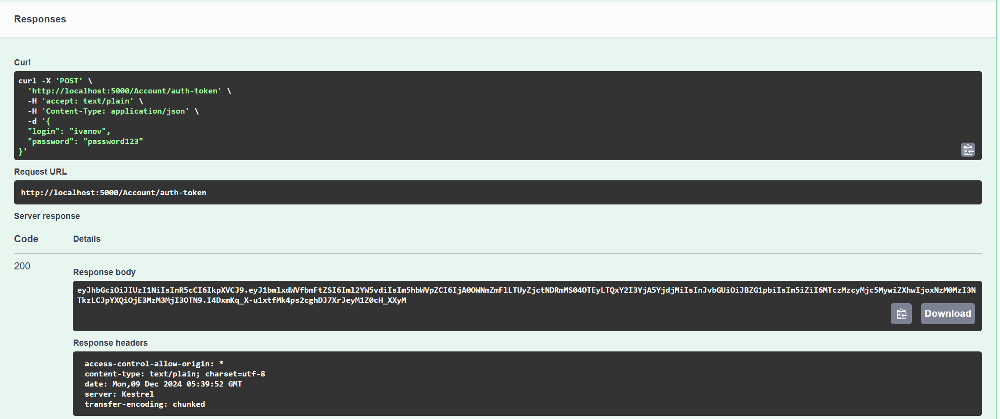 Responses
Curl
curl -X 'POST' \
  'http://localhost:5000/Account/auth-token' \
  -H 'accept: text/plain' \
  -H 'Content-Type: application/json' \
  -d '{
  "login": "ivanov",
  "password": "password123"
}'
Request URL
http://localhost:5000/Account/auth-token
Server response
Code Details
200
Response body
eyJhbGciOiJIUzI1NiIsInR5cCI6IkpXVCJ9.eyJ1bmlxdWVfbmFtZSI6Iml2YW5vdiIsIm5hbWVpZCI6IjA0OWNmZmFlLTUyZjctNDRmMS04OTEyLTQxY2I3YjA5YjdjMiIsInJvbGUiOiJBZG1pbiIsIm5iZiI6MTczMzcyMjc5MywiZXhwIjoxNzM0MzI3N
TkzLCJpYXQiOjE3MzM3MjI3OTN9.I4DxmKq_X-u1xtfMk4ps2cghDJ7XrJeyM1Z0cH_XXyM
Download
Response headers
access-control-allow-origin: *
content-type: text/plain; charset=utf-8
date: Mon,09 Dec 2024 05:39:52 GMT
server: Kestrel
transfer-encoding: chunked